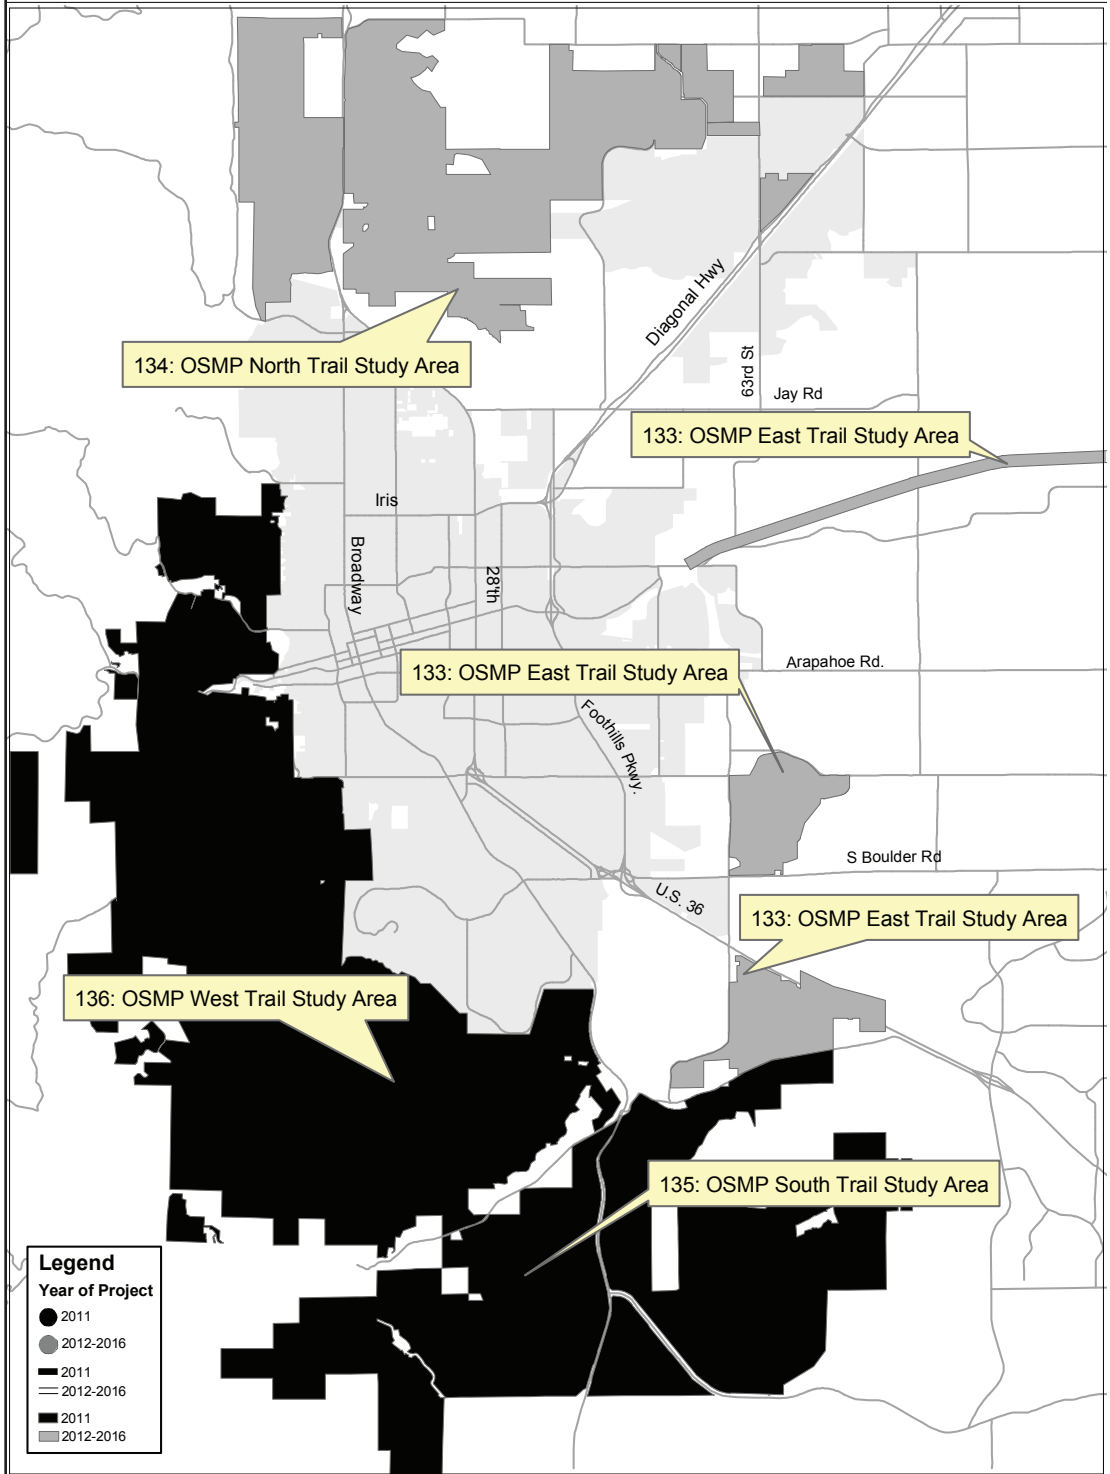 Diagonal Hwy
134: OSMP North Trail Study Area
63rd St
Jay Rd
133: OSMP East Trail Study Area
Iris
Broadway
28'th
133: OSMP East Trail Study Area
Arapahoe Rd.
Foothills Pkwy.
S Boulder Rd
U.S. 36
133: OSMP East Trail Study Area
136: OSMP West Trail Study Area
135: OSMP South Trail Study Area
Legend
Year of Project
2011
2012-2016
2011
2012-2016
2011
2012-2016